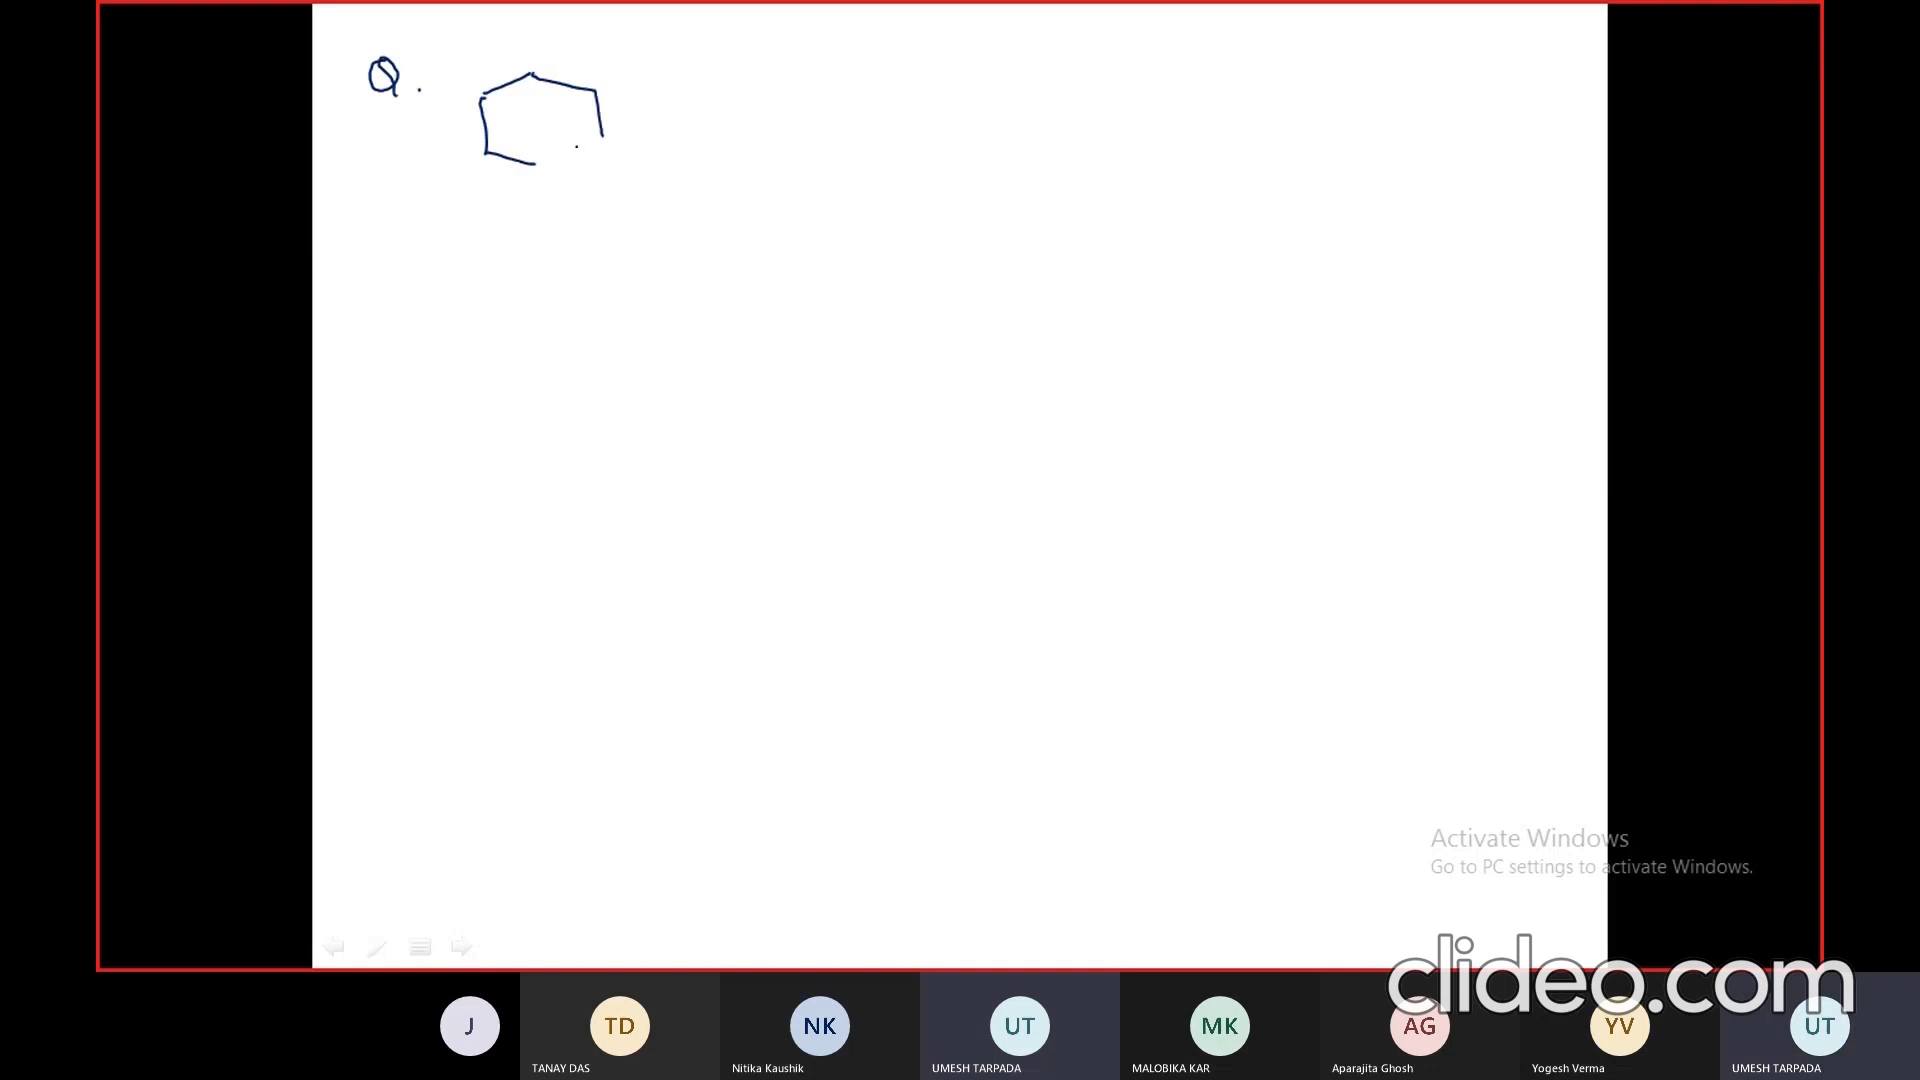 Q.
Activate Windows
Go to PC settings to activate Windows.
clideo.com
J
TD
NK
UT
MK
AG
YV
UT
TANAY DAS
Nitika Kaushik
UMESH TARPADA
MALOBIKA KAR
Aparajita Ghosh
Yogesh Verma
UMESH TARPADA